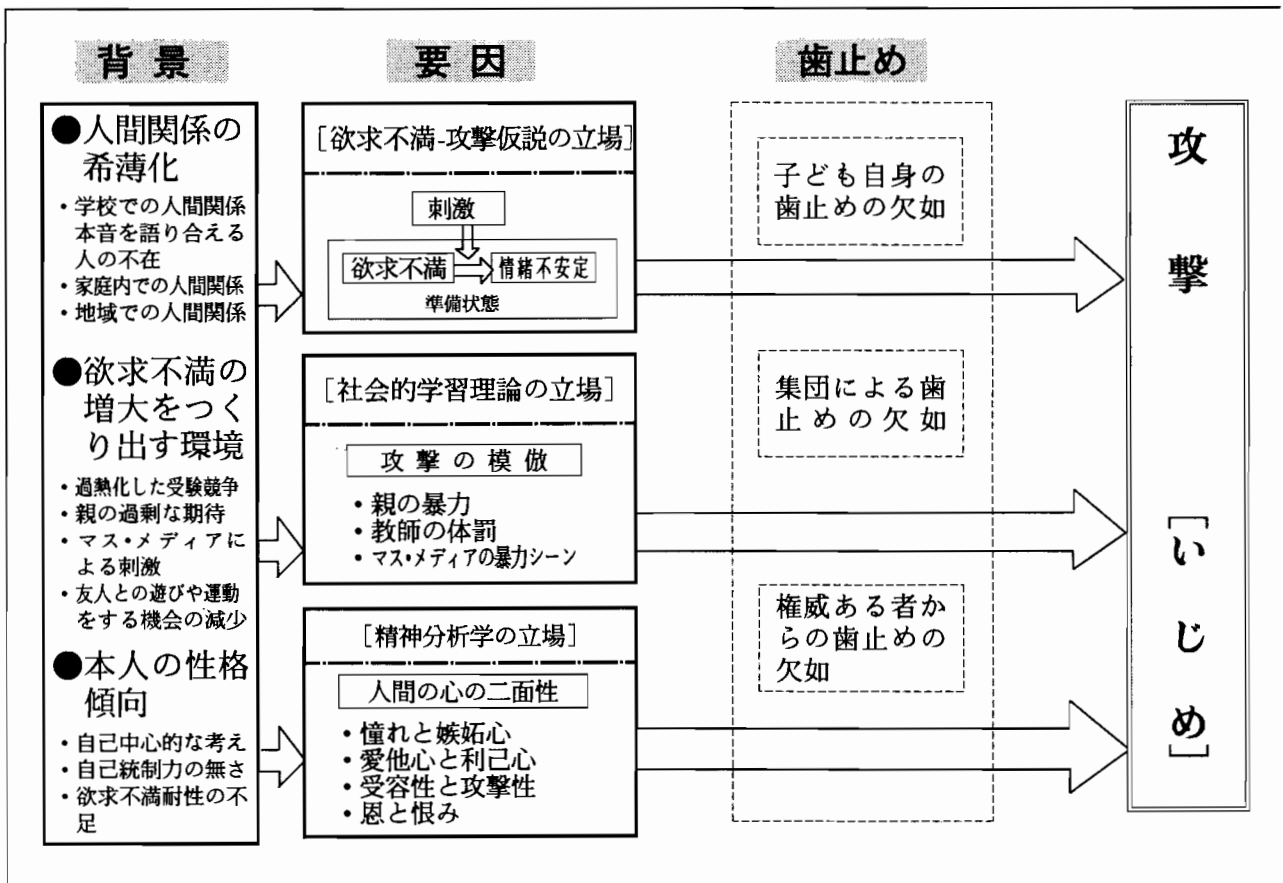 背景
●人間関係の
希薄化
・学校での人間関係
本音を語り合える
人の不在
・家庭内での人間関係
・地域での人間関係
●欲求不満の
増大をつく
り出す環境
・過熱化した受験競争
・親の過剰な期待
・マス・メディアに
よる刺激
・友人との遊びや運動
をする機会の減少
●本人の性格
傾向
・自己中心的な考え
・自己統制力の無さ
・欲求不満耐性の不
足
要因
[欲求不満-攻撃仮説の立場]
刺激
欲求不満
情緒不安定
準備状態
[社会的学習理論の立場]
攻撃の模倣
・親の暴力
・教師の体罰
・マス・メディアの暴力シーン
[精神分析学の立場]
人間の心の二面性
・憧れと嫉妬心
・愛他心と利己心
・受容性と攻撃性
・恩と恨み
歯止め
子ども自身の
歯止めの欠如
集団による歯
止めの欠如
権威ある者か
らの歯止めの
欠如
攻撃[いじめ]